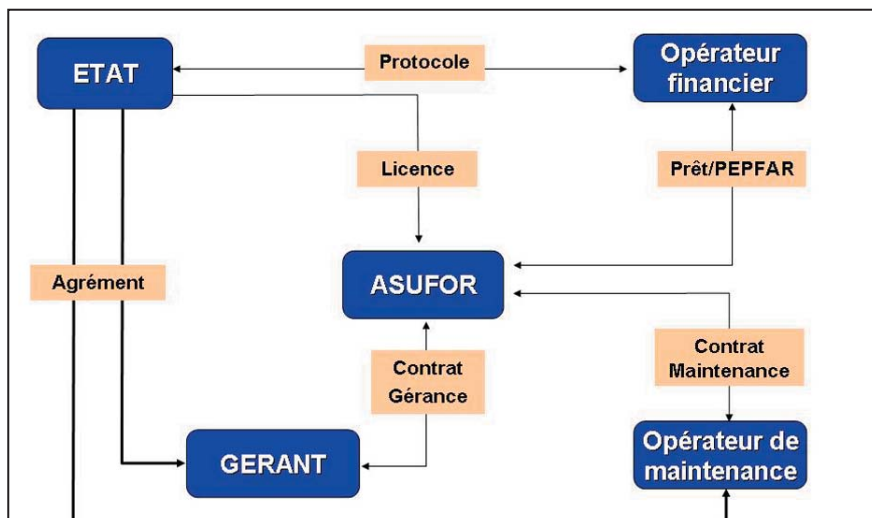 ETAT
Protocole
Opérateur
financier
Licence
Prêt/PEPFAR
Agrément
ASUFOR
Contrat
Gérance
Contrat
Maintenance
GERANT
Opérateur de
maintenance